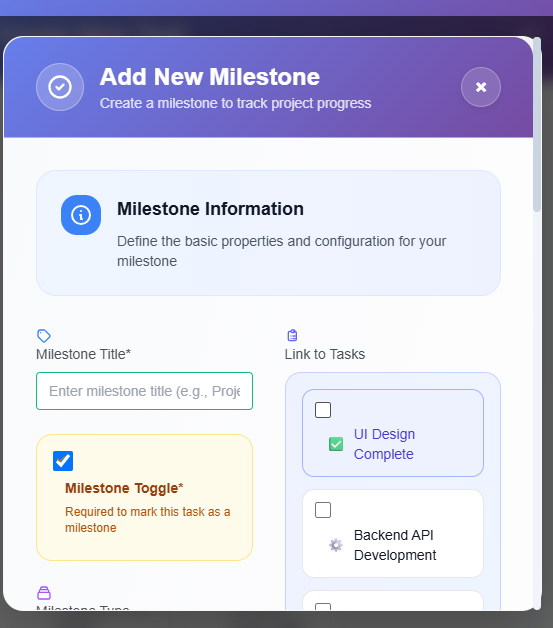 Add New Milestone
Create a milestone to track project progress
Milestone Information
Define the basic properties and configuration for your
milestone
Milestone Title*
Enter milestone title (e.g., Proje
Milestone Toggle*
Required to mark this task as a
milestone
Milestone Type
Link to Tasks
UI Design
Complete
Backend API
Development